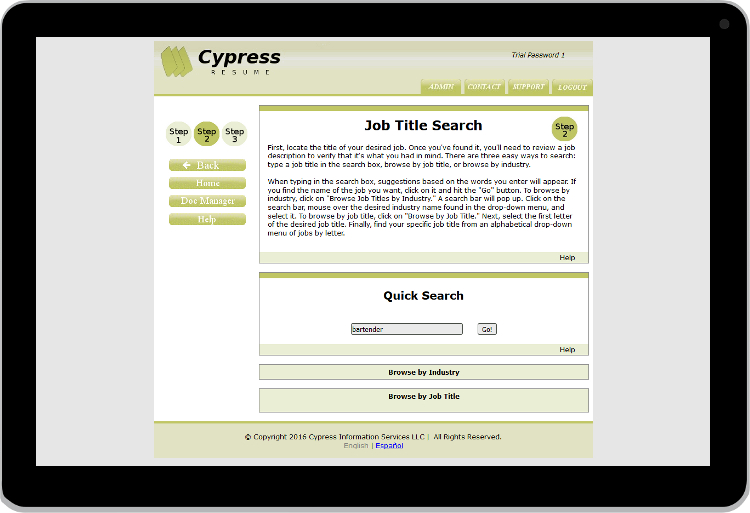 Cypress
RESUME
Trial Password 1
ADMIN CONTACT SUPPORT LOGOUT
Step 1 Step 2 Step 3
Back
Home
Doc Manager
Help
Job Title Search
Step 2
First, locate the title of your desired job. Once you've found it, you'll need to review a job
description to verify that it's what you had in mind. There are three easy ways to search:
type a job title in the search box, browse by job title, or browse by industry.
When typing in the search box, suggestions based on the words you enter will appear. If
you find the name of the job you want, click on it and hit the "Go" button. To browse by
industry, click on "Browse Job Titles by Industry." A search bar will pop up. Click on the
search bar, mouse over the desired industry name found in the drop-down menu, and
select it. To browse by job title, click on "Browse by Job Title." Next, select the first letter
of the desired job title. Finally, find your specific job title from an alphabetical drop-down
menu of jobs by letter.
Help
Quick Search
bartender Go!
Help
Browse by Industry
Browse by Job Title
© Copyright 2016 Cypress Information Services LLC | All Rights Reserved.
English | Español